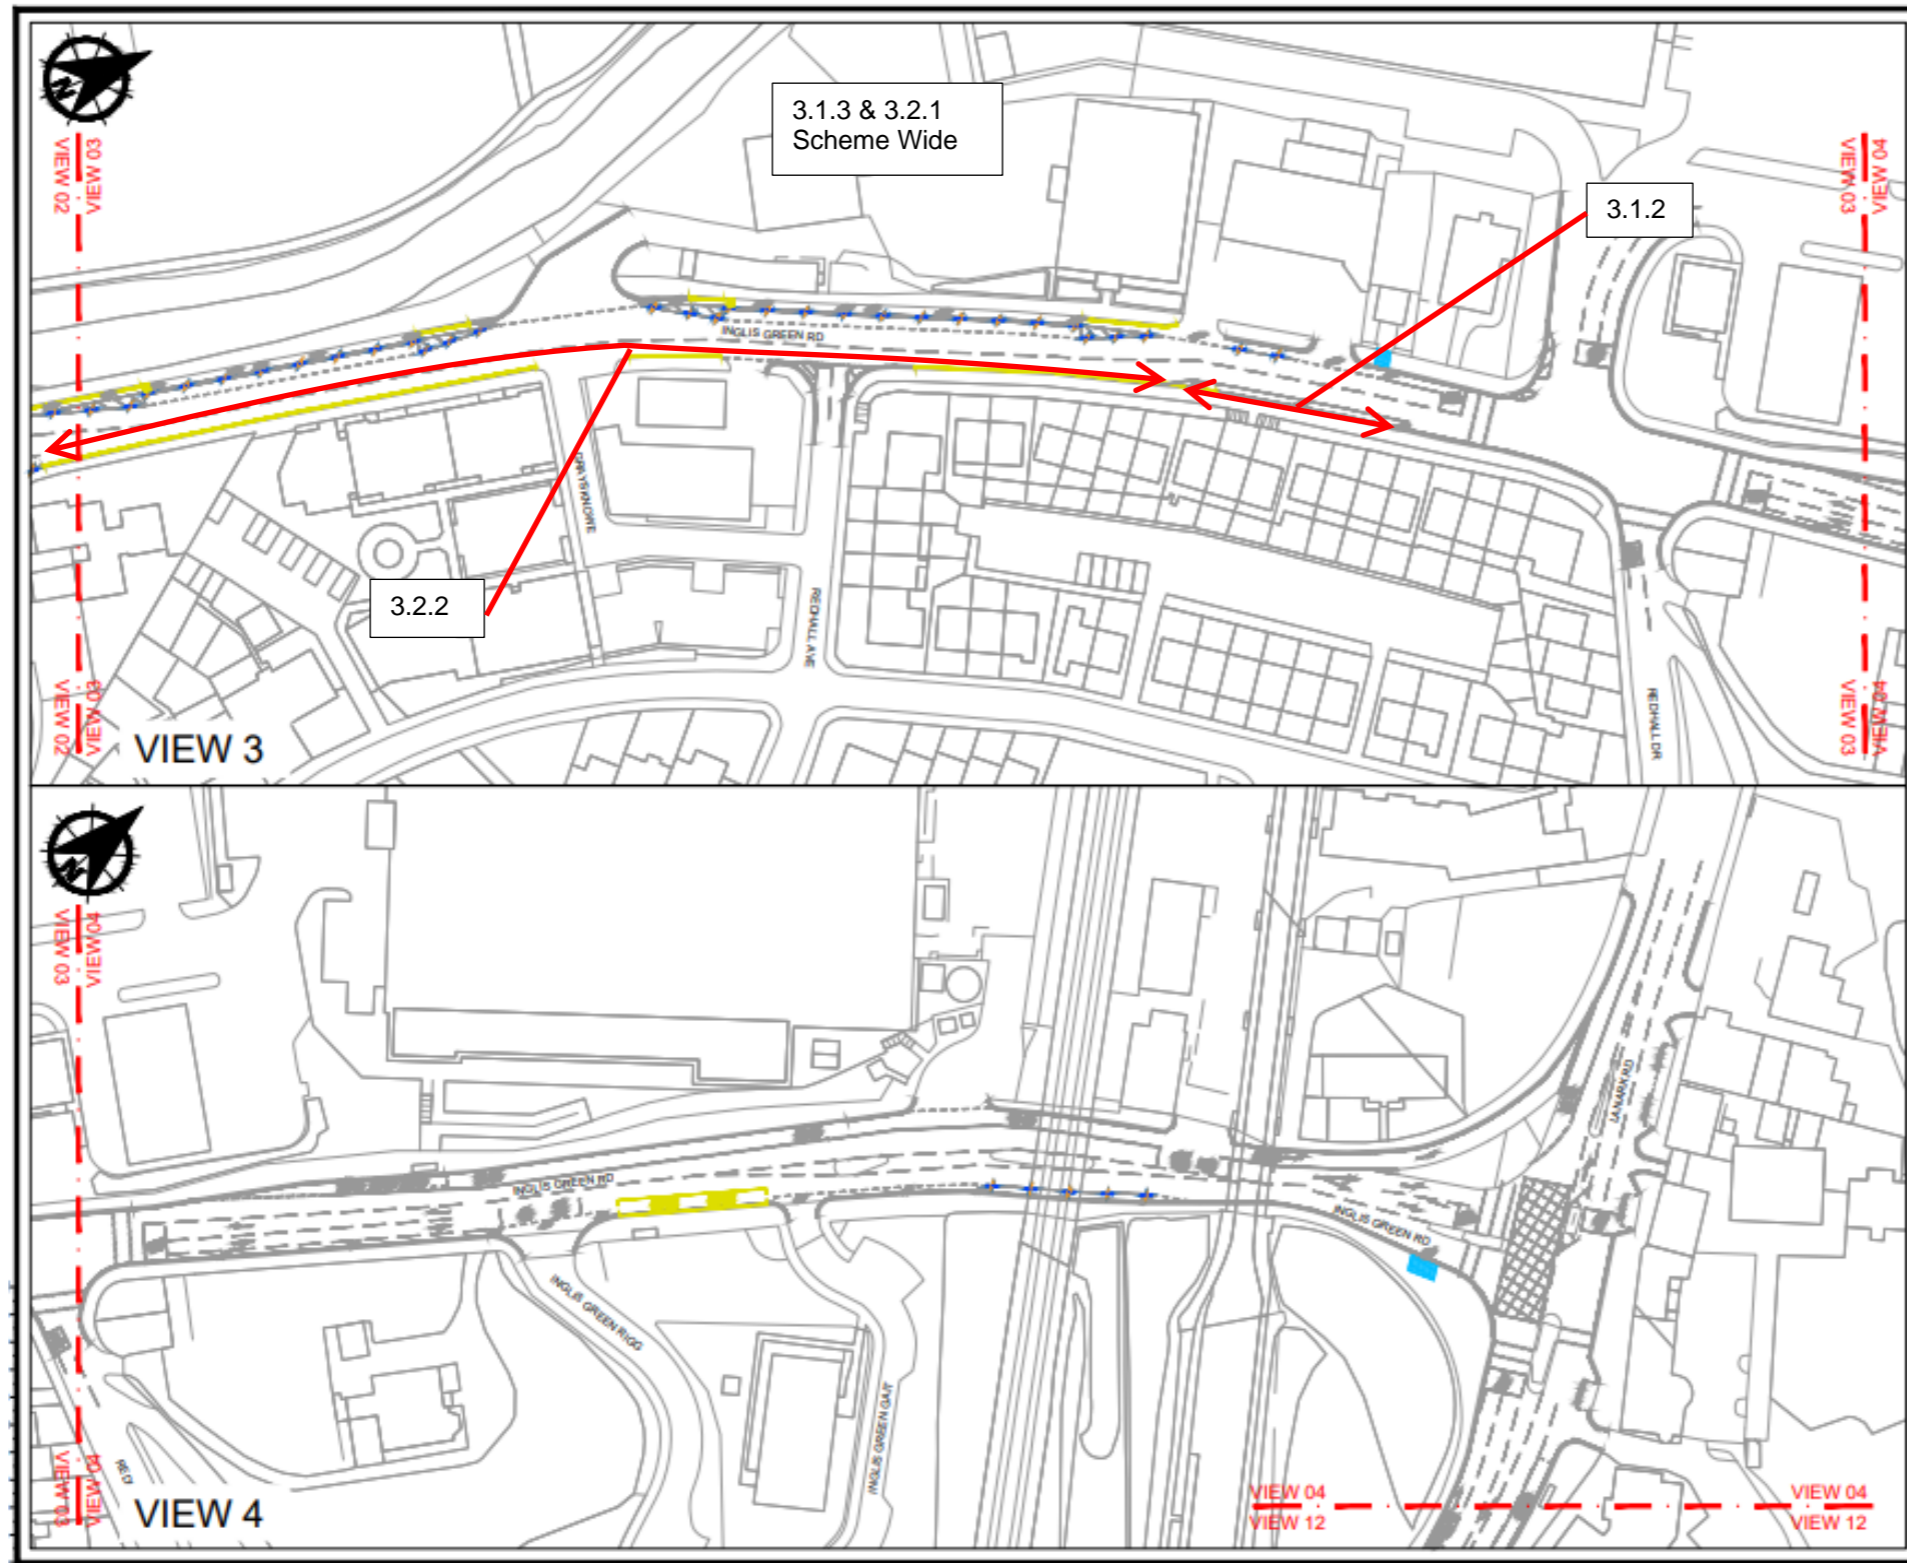 3.1.3 & 3.2.1
Scheme Wide
VIEW 02
VIEW 03
N
VIEW 04
VIEW 03
3.1.2
INGLIS GREEN RD
GRAYSKNOWE
3.2.2
REDHALL AVE
REDHALL DR
VIEW 02
VIEW 03
VIEW 03
VIEW 04
VIEW 3
N
VIEW 03
VIEW 04
LANARK RD
INGLIS GREEN RD
INGLIS GREEN RD
INGLIS GREEN RIGG
INGLIS GREEN GAIT
VIEW 03
VIEW 04
VIEW 4
VIEW 04
VIEW 12
VIEW 04
VIEW 12